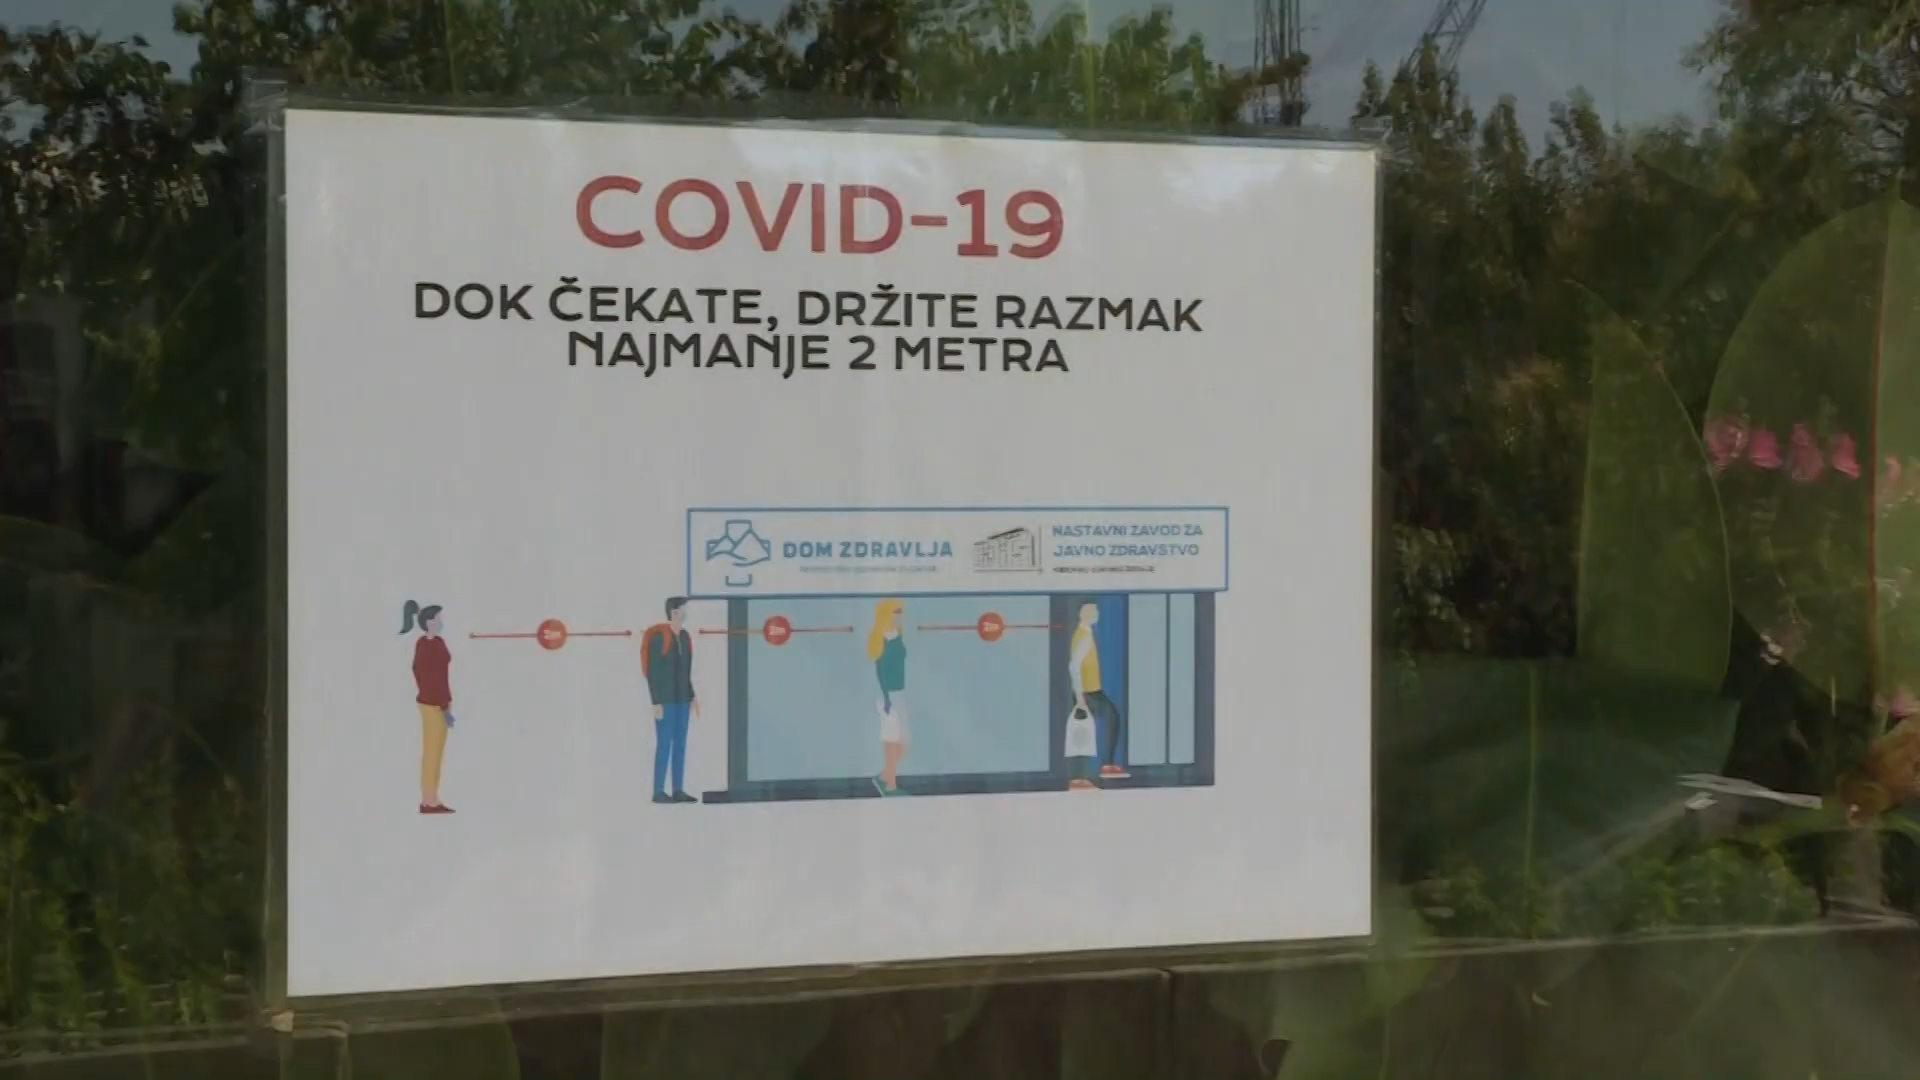 COVID-19
DOK ČEKATE, DRŽITE RAZMAK
NAJMANJE 2 METRA
DOM ZDRAVLJA
NASTAVNI ZAVOD ZA
JAVNO ZDRAVSTVO
2m
2m
2m